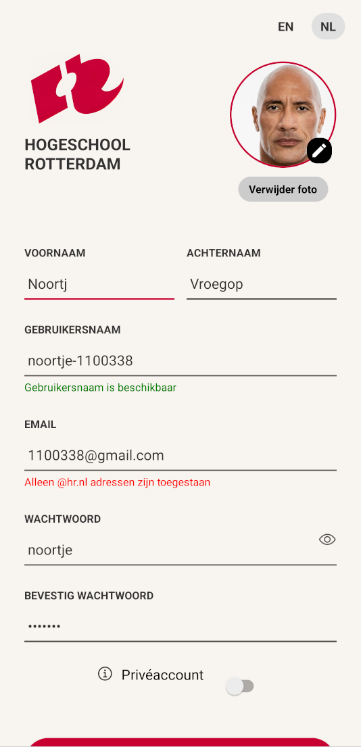 EN NL
HOGESCHOOL
ROTTERDAM
Verwijder foto
VOORNAAM ACHTERNAAM
Noortj Vroegop
GEBRUIKERSNAAM
noortje-1100338
Gebruikersnaam is beschikbaar
EMAIL
1100338@gmail.com
Alleen @hr.nl adressen zijn toegestaan
WACHTWOORD
noortje
BEVESTIG WACHTWOORD
•••••••
Privéaccount